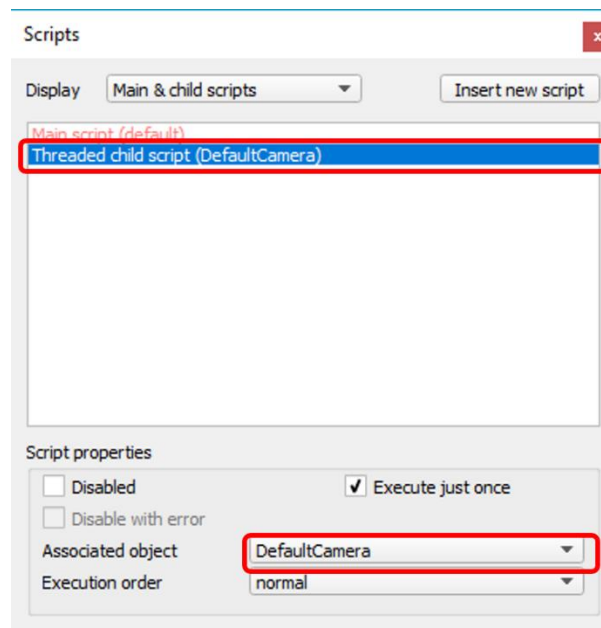 Scripts
x
Display Main & child scripts Insert new script
Main script (default)
Threaded child script (DefaultCamera)
Script properties
Disabled Execute just once
Disable with error
Associated object DefaultCamera
Execution order normal